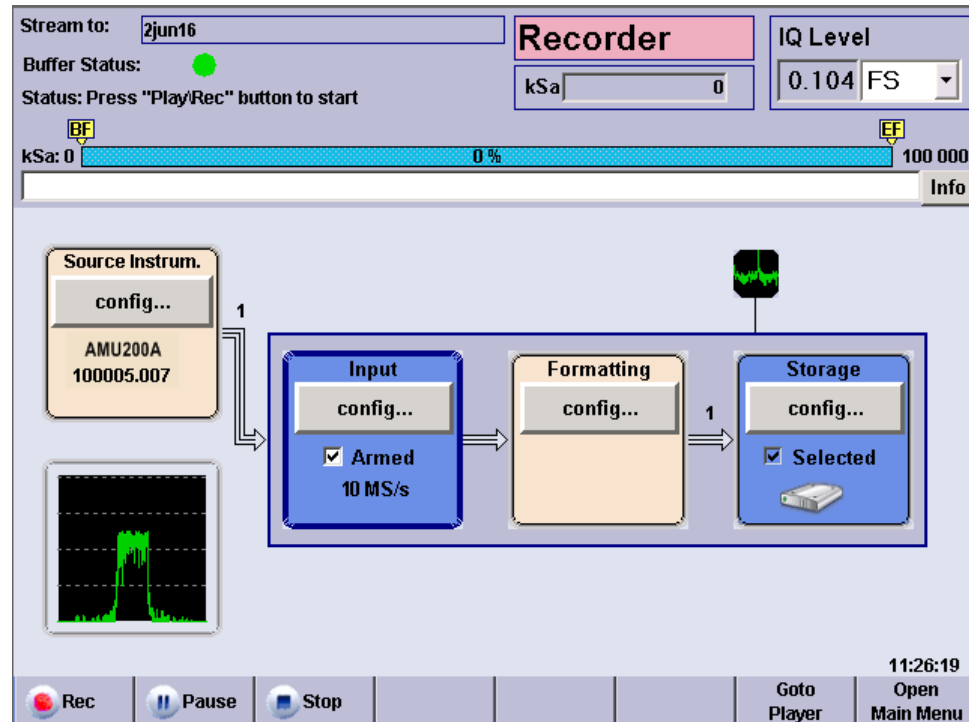 Stream to: 2jun16
Recorder
IQ Level
Buffer Status:
kSa 0
0.104 FS
Status: Press "Play\Rec" button to start
BF
EF
kSa: 0
0 %
100 000
Info
Source Instrum.
config...
AMU200A
100005.007
1
Input
config...
Armed
10 MS/s
Formatting
config...
1
Storage
config...
Selected
11:26:19
Rec
Pause
Stop
Goto
Player
Open
Main Menu